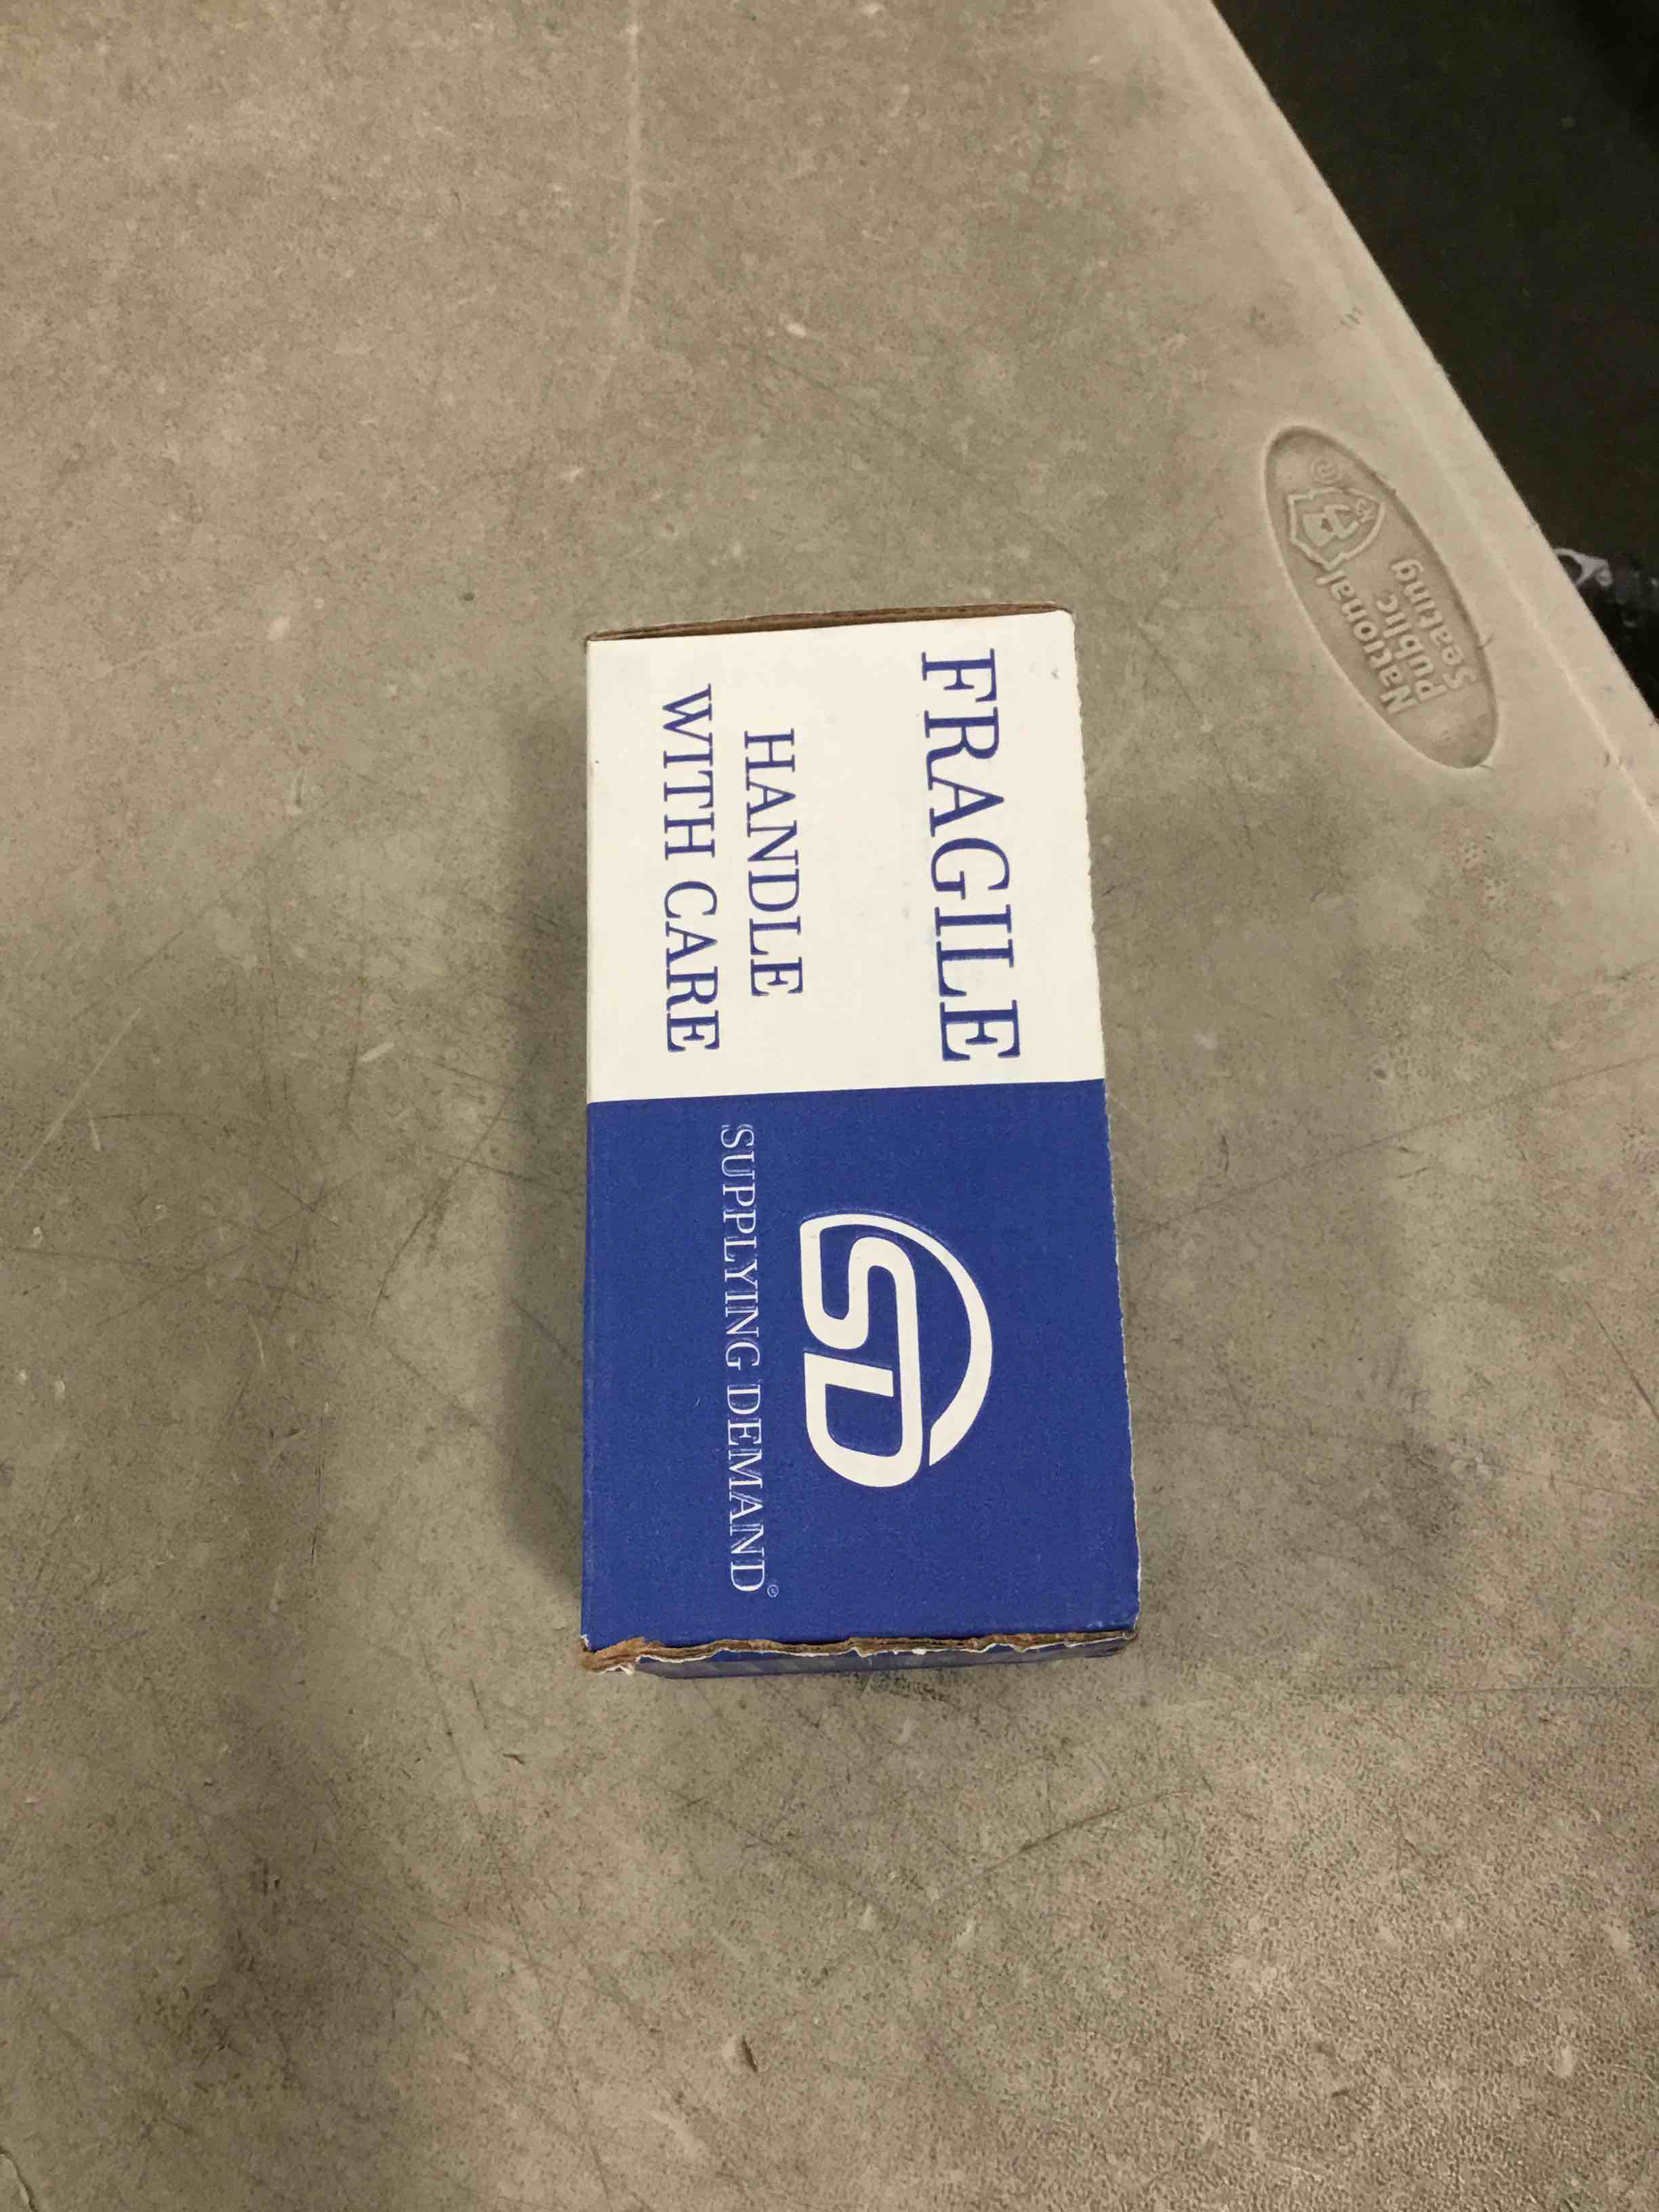 FRAGILE
HANDLE
WITH CARE
SD
SUPPLYING DEMAND®
National
Public
Seating
®